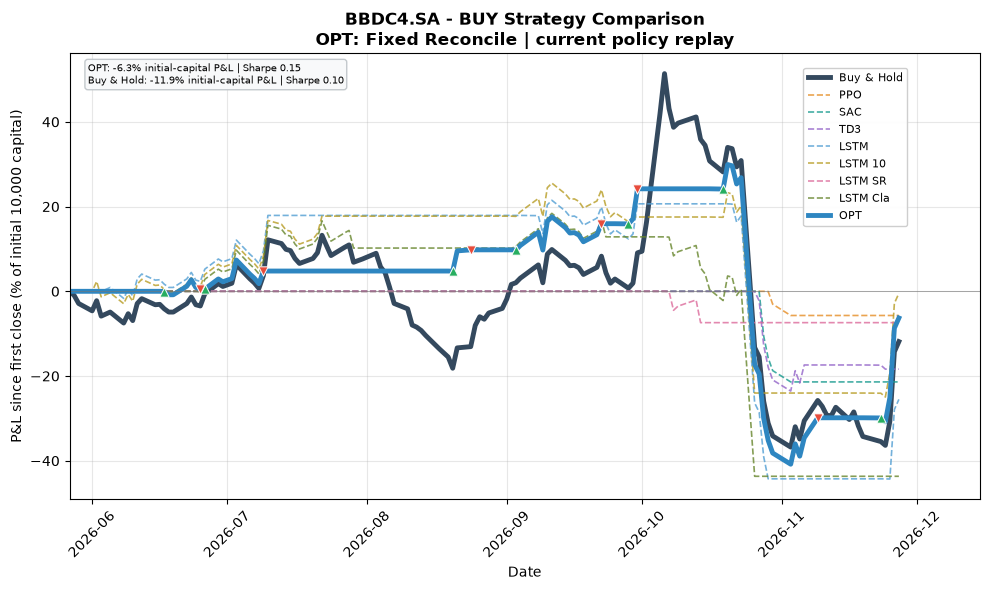 BBDC4.SA - BUY Strategy Comparison
OPT: Fixed Reconcile | current policy replay
OPT: -6.3% initial-capital P&L | Sharpe 0.15
Buy & Hold: -11.9% initial-capital P&L | Sharpe 0.10
Buy & Hold
PPO
SAC
TD3
LSTM
LSTM 10
LSTM SR
LSTM Cla
OPT
P&L since first close (% of initial 10,000 capital)
40
20
0
−20
−40
2026-06
2026-07
2026-08
2026-09
2026-10
2026-11
2026-12
Date